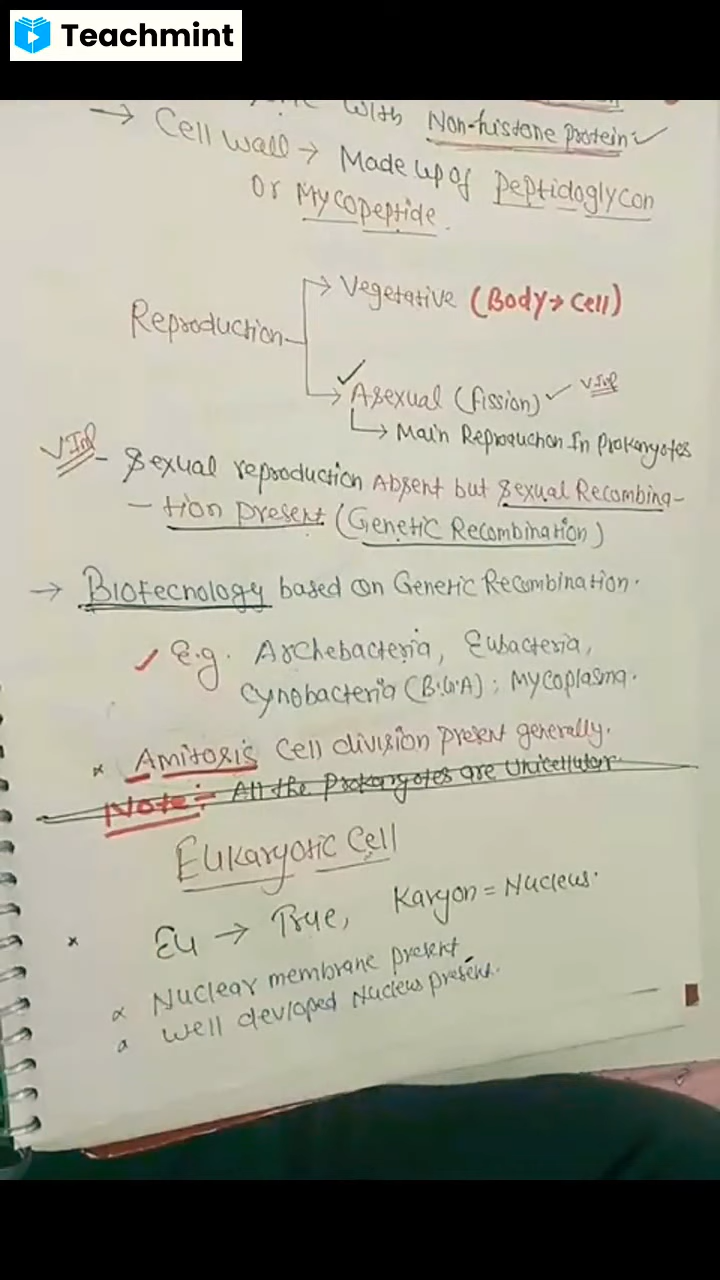 Teachmint
with Non-histone protein
→ Cell wall → Made up of Peptidoglycon
Or Mycopeptide.
Reproduction
→ Vegetative (Body → Cell)
→ Asexual (fission) V.Imp
→ Main Reproduction In Prokaryotes
V.Imp - Sexual reproduction Absent but Sexual Recombina-
-tion present (Genetic Recombination)
→ Biotecnology based on Genetic Recombination.
E.g. Archebacteria, Eubacteria,
Cynobacteria (B.G.A); Mycoplasma.
× Amitosis Cell division present generally.
Note:- All the Prokaryotes are Unicellular.
Eukaryotic Cell
× Eu → True, Karyon = Nucleus.
Nuclear membrane present
well devloped Nucleus present.